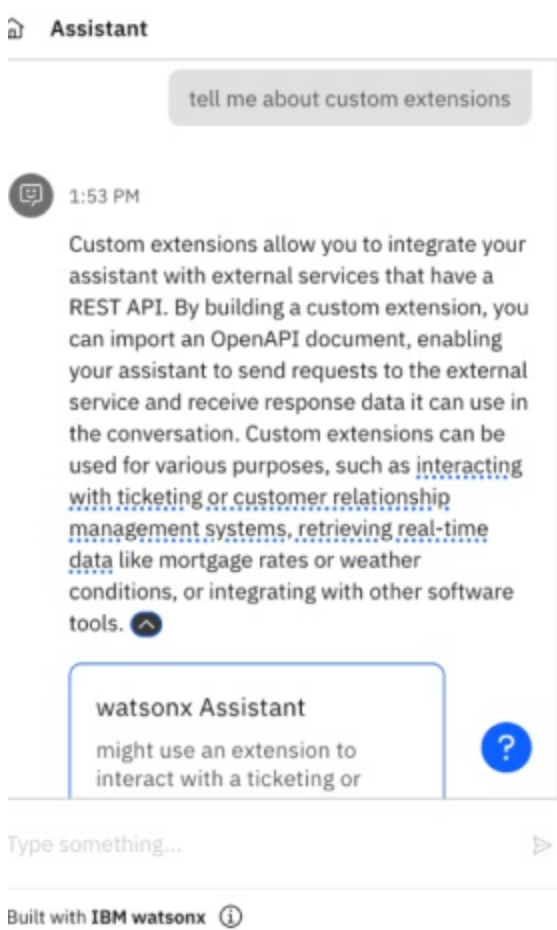 Assistant
tell me about custom extensions
1:53 PM
Custom extensions allow you to integrate your
assistant with external services that have a
REST API. By building a custom extension, you
can import an OpenAPI document, enabling
your assistant to send requests to the external
service and receive response data it can use in
the conversation. Custom extensions can be
used for various purposes, such as interacting
with ticketing or customer relationship
management systems, retrieving real-time
data like mortgage rates or weather
conditions, or integrating with other software
tools.
watsonx Assistant
might use an extension to
interact with a ticketing or
?
Type something...
Built with IBM watsonx